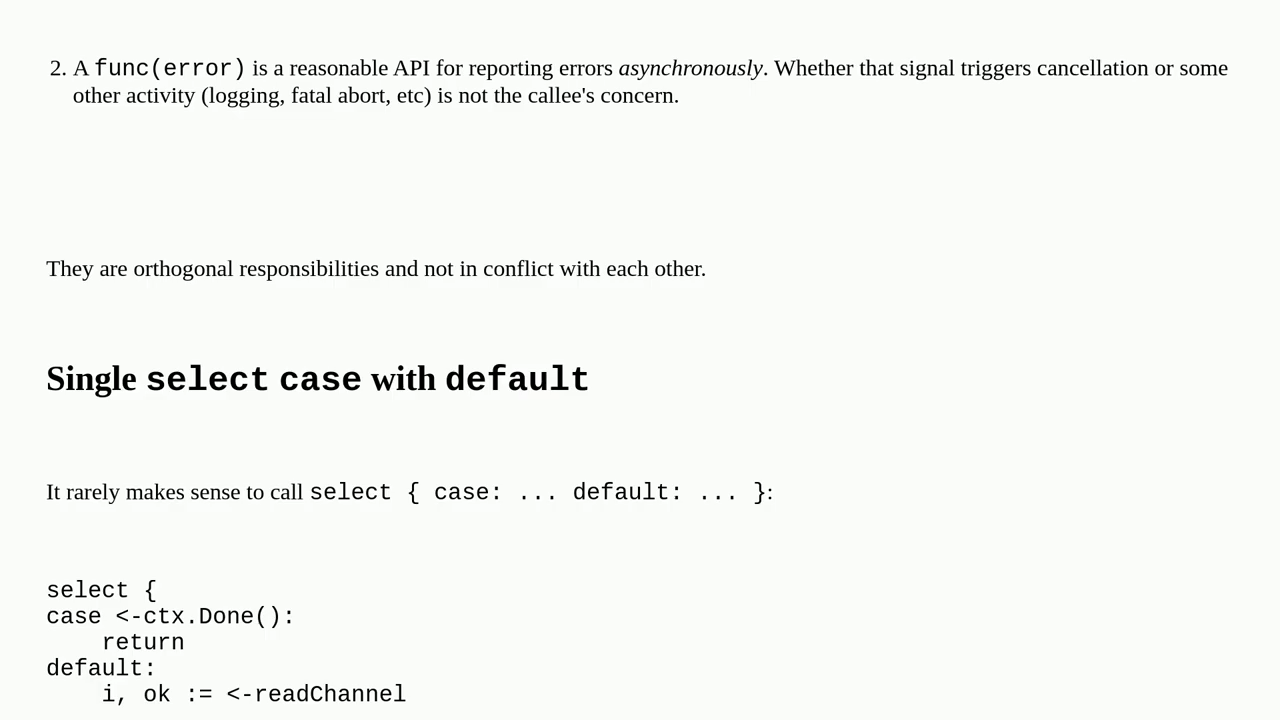 2. A func(error) is a reasonable API for reporting errors asynchronously. Whether that signal triggers cancellation or some
other activity (logging, fatal abort, etc) is not the callee's concern.
They are orthogonal responsibilities and not in conflict with each other.
Single select case with default
It rarely makes sense to call select { case: ... default: ... }:
select {
case <-ctx.Done():
    return
default:
    i, ok := <-readChannel